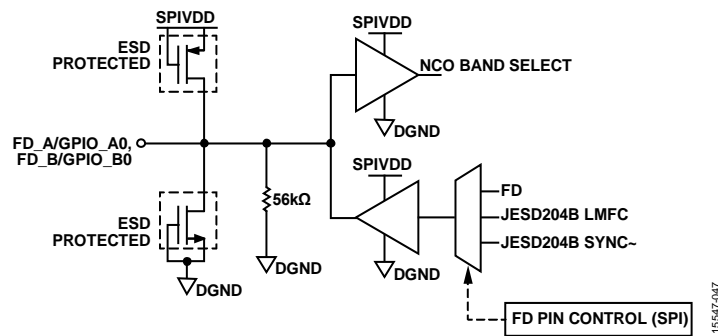 SPIVDD
ESD
PROTECTED
SPIVDD
NCO BAND SELECT
DGND
FD_A/GPIO_A0,
FD_B/GPIO_B0
SPIVDD
56kΩ
ESD
PROTECTED
FD
JESD204B LMFC
JESD204B SYNC~
DGND
DGND
DGND
FD PIN CONTROL (SPI)
15547-047